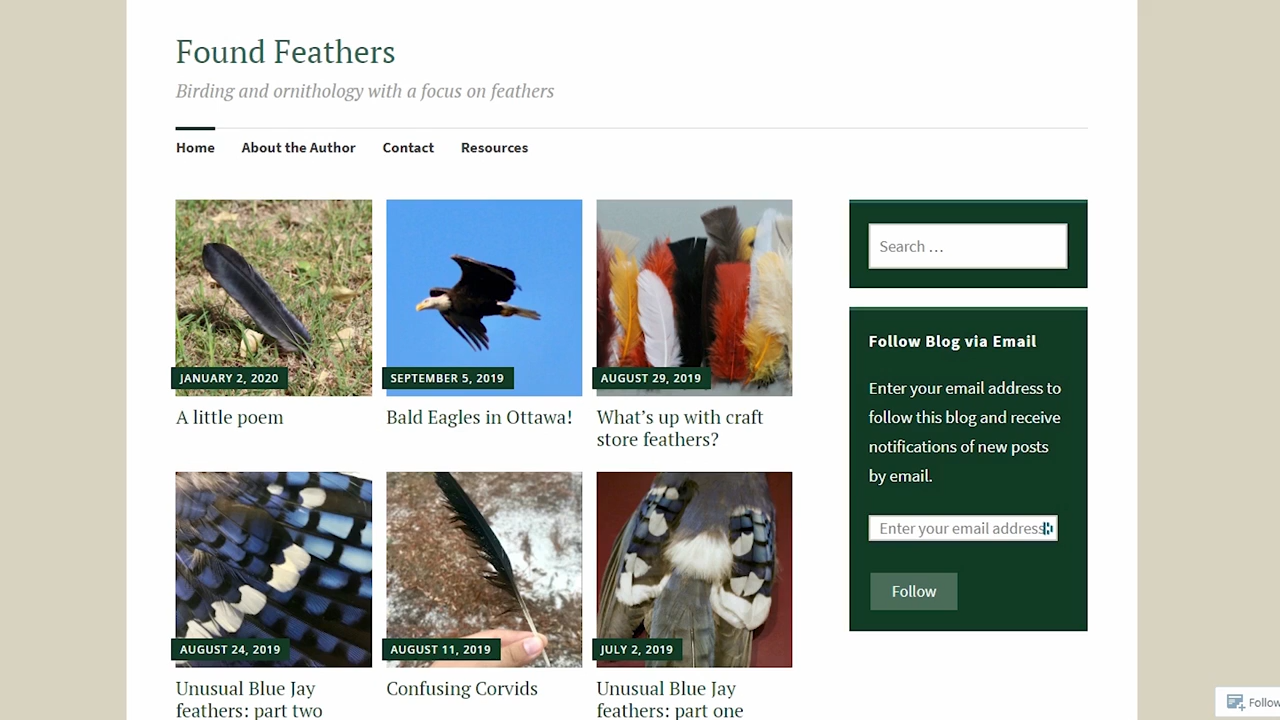 Found Feathers
Birding and ornithology with a focus on feathers
Home About the Author Contact Resources
JANUARY 2, 2020
A little poem
SEPTEMBER 5, 2019
Bald Eagles in Ottawa!
AUGUST 29, 2019
What's up with craft
store feathers?
AUGUST 24, 2019
Unusual Blue Jay
feathers: part two
AUGUST 11, 2019
Confusing Corvids
JULY 2, 2019
Unusual Blue Jay
feathers: part one
Search …
Follow Blog via Email
Enter your email address to
follow this blog and receive
notifications of new posts
by email.
Enter your email address
Follow
Follow